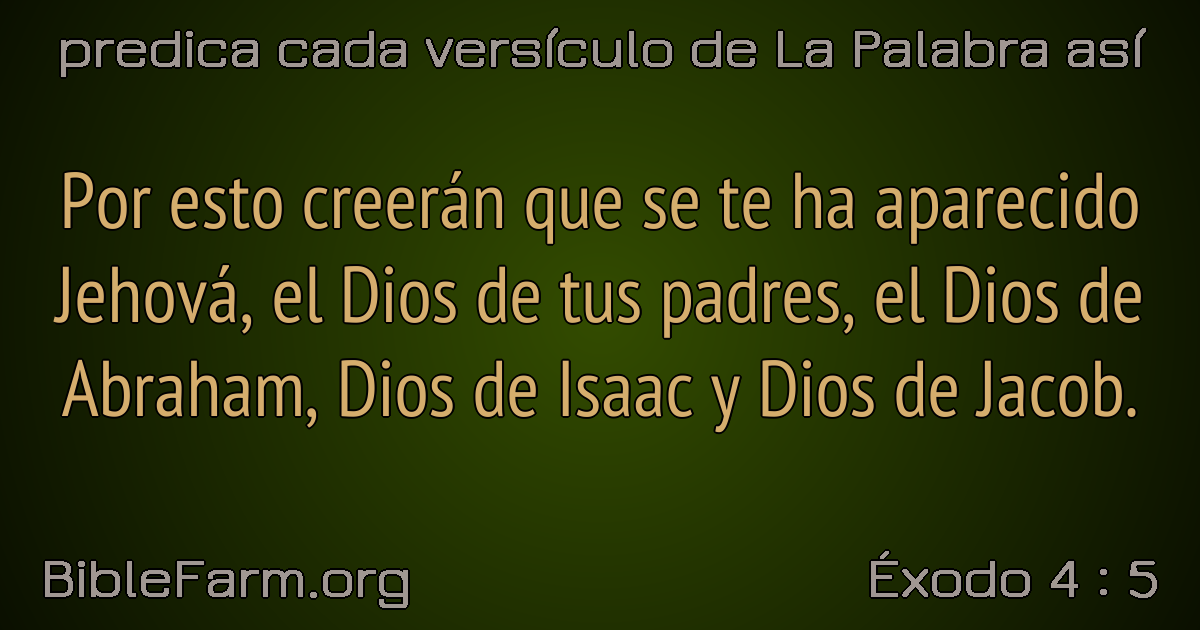 predica cada versículo de La Palabra así
Por esto creerán que se te ha aparecido
Jehová, el Dios de tus padres, el Dios de
Abraham, Dios de Isaac y Dios de Jacob.
BibleFarm.org
Éxodo 4 : 5